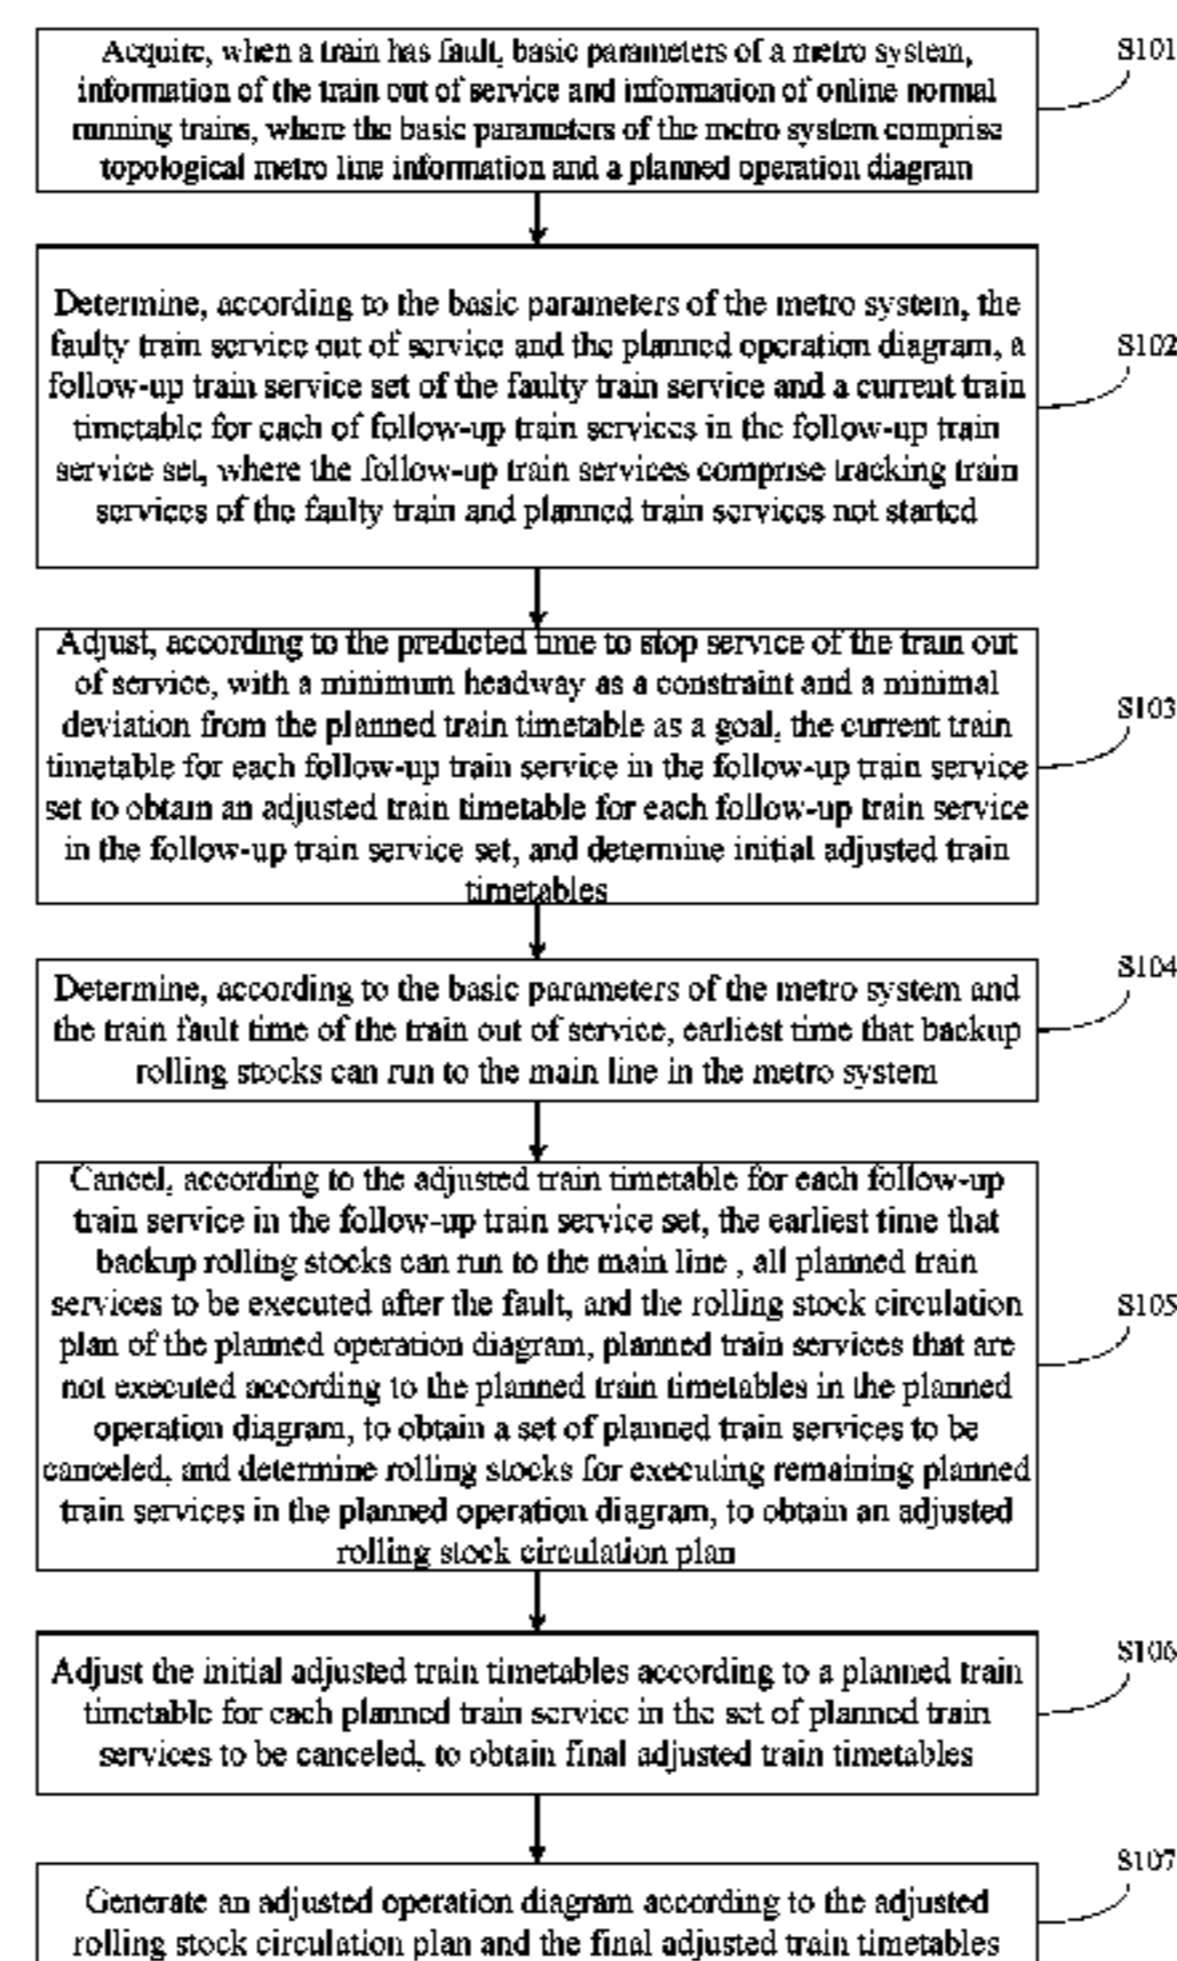 Acquire, when a train has fault, basic parameters of a metro system,
S101
information of the train out of service and information of online normal
running trains, where the basic parameters of the metro system comprise
topological metro line information and a planned operation diagram
Determine, according to the basic parameters of the metro system, the
faulty train service out of service and the planned operation diagram, a
S102
follow-up train service set of the faulty train service and a current train
timetable for each of follow-up train services in the follow-up train
service set, where the follow-up train services comprise tracking train
services of the faulty train and planned train services not started
Adjust, according to the predicted time to stop service of the train out
of service, with a minimum headway as a constraint and a minimal
S103
deviation from the planned train timetable as a goal, the current train
timetable for each follow-up train service in the follow-up train service
set to obtain an adjusted train timetable for each follow-up train service
in the follow-up train service set, and determine initial adjusted train
timetables
S104
Determine, according to the basic parameters of the metro system and
the train fault time of the train out of service, earliest time that backup
rolling stocks can run to the main line in the metro system
Cancel, according to the adjusted train timetable for each follow-up
train service in the follow-up train service set, the earliest time that
backup rolling stocks can run to the main line , all planned train
services to be executed after the fault, and the rolling stock circulation
S105
plan of the planned operation diagram, planned train services that are
not executed according to the planned train timetables in the planned
operation diagram, to obtain a set of planned train services to be
canceled, and determine rolling stocks for executing remaining planned
train services in the planned operation diagram, to obtain an adjusted
rolling stock circulation plan
S106
Adjust the initial adjusted train timetables according to a planned train
timetable for each planned train service in the set of planned train
services to be canceled, to obtain final adjusted train timetables
S107
Generate an adjusted operation diagram according to the adjusted
rolling stock circulation plan and the final adjusted train timetables